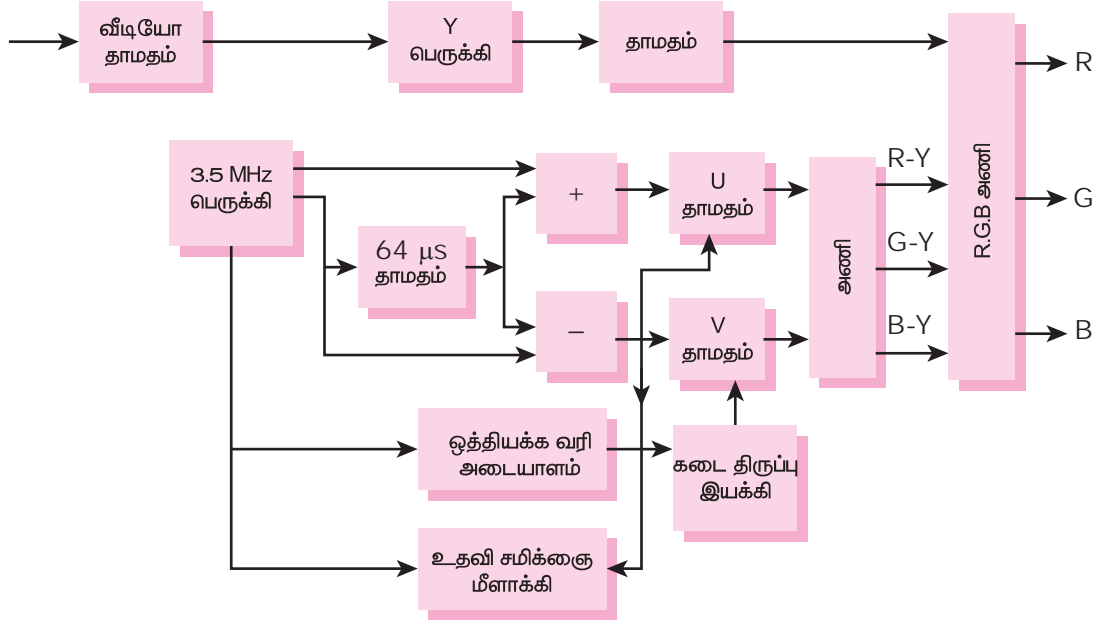 வீடியோ
தாமதம்
Y
பெருக்கி
தாமதம்
R
3.5 MHz
பெருக்கி
+
U
தாமதம்
R-Y
R.G.B அணி
G
64 μs
தாமதம்
அணி
G-Y
–
V
தாமதம்
B-Y
B
ஒத்தியக்க வரி
அடையாளம்
கடை திருப்பு
இயக்கி
உதவி சமிக்ஞை
மீளாக்கி